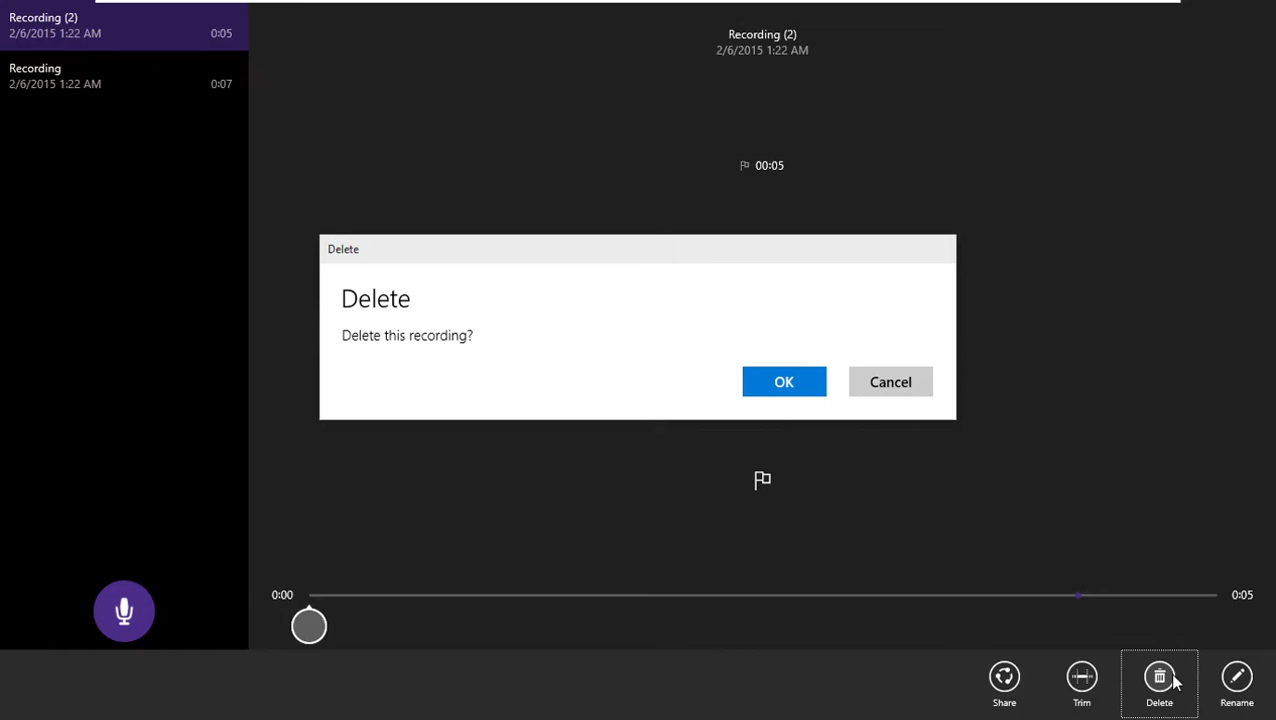 Recording (2)
2/6/2015 1:22 AM 0:05
Recording
2/6/2015 1:22 AM 0:07
Recording (2)
2/6/2015 1:22 AM
00:05
Delete
Delete
Delete this recording?
OK Cancel
0:00 0:05
Share Trim Delete Rename